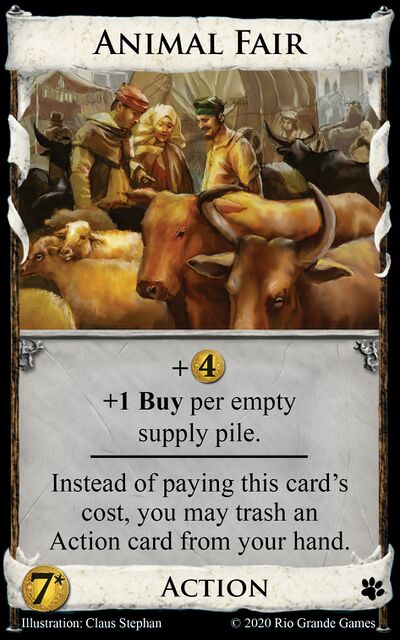 ANIMAL FAIR
+4
+1 Buy per empty
supply pile.
Instead of paying this card's
cost, you may trash an
Action card from your hand.
7* ACTION
Illustration: Claus Stephan © 2020 Rio Grande Games